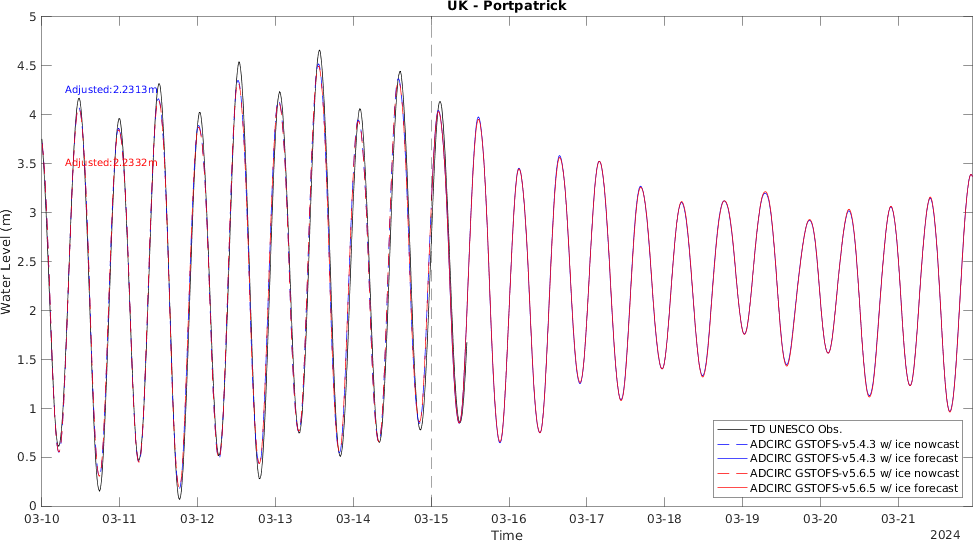 UK - Portpatrick
5
4.5
4
3.5
3
2.5
2
1.5
1
0.5
0
Water Level (m)
Adjusted:2.2313m
Adjusted:2.2332m
TD UNESCO Obs.
ADCIRC GSTOFS-v5.4.3 w/ ice nowcast
ADCIRC GSTOFS-v5.4.3 w/ ice forecast
ADCIRC GSTOFS-v5.6.5 w/ ice nowcast
ADCIRC GSTOFS-v5.6.5 w/ ice forecast
03-10 03-11 03-12 03-13 03-14 03-15 03-16 03-17 03-18 03-19 03-20 03-21
Time
2024